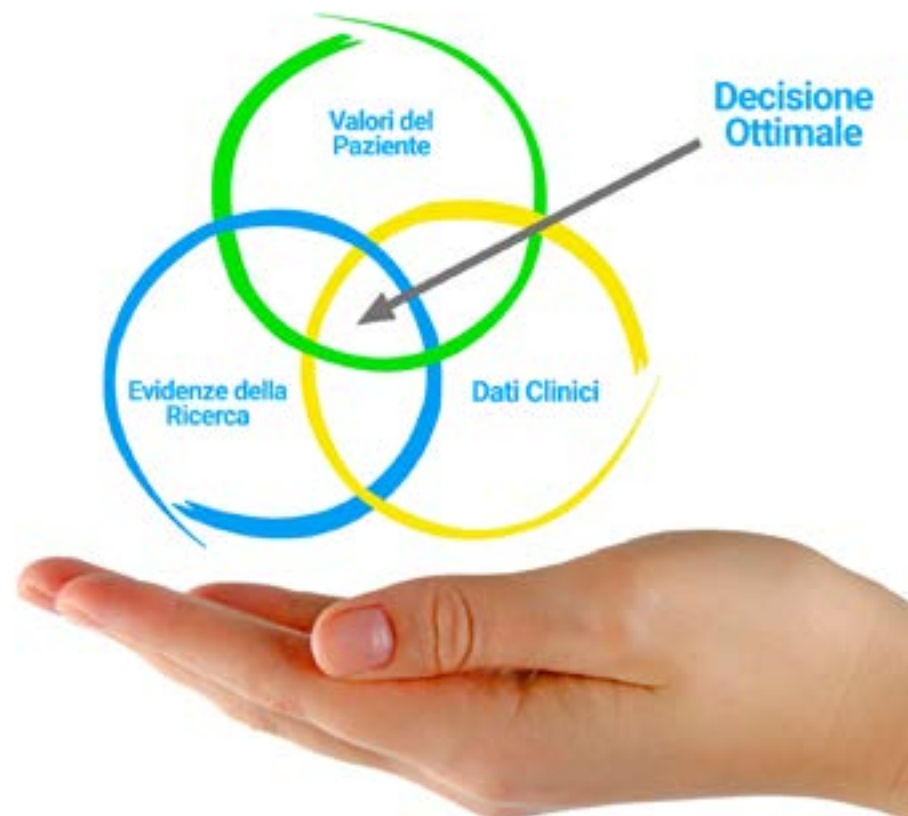 Valori del
Paziente
Decisione
Ottimale
Evidenze della
Ricerca
Dati Clinici